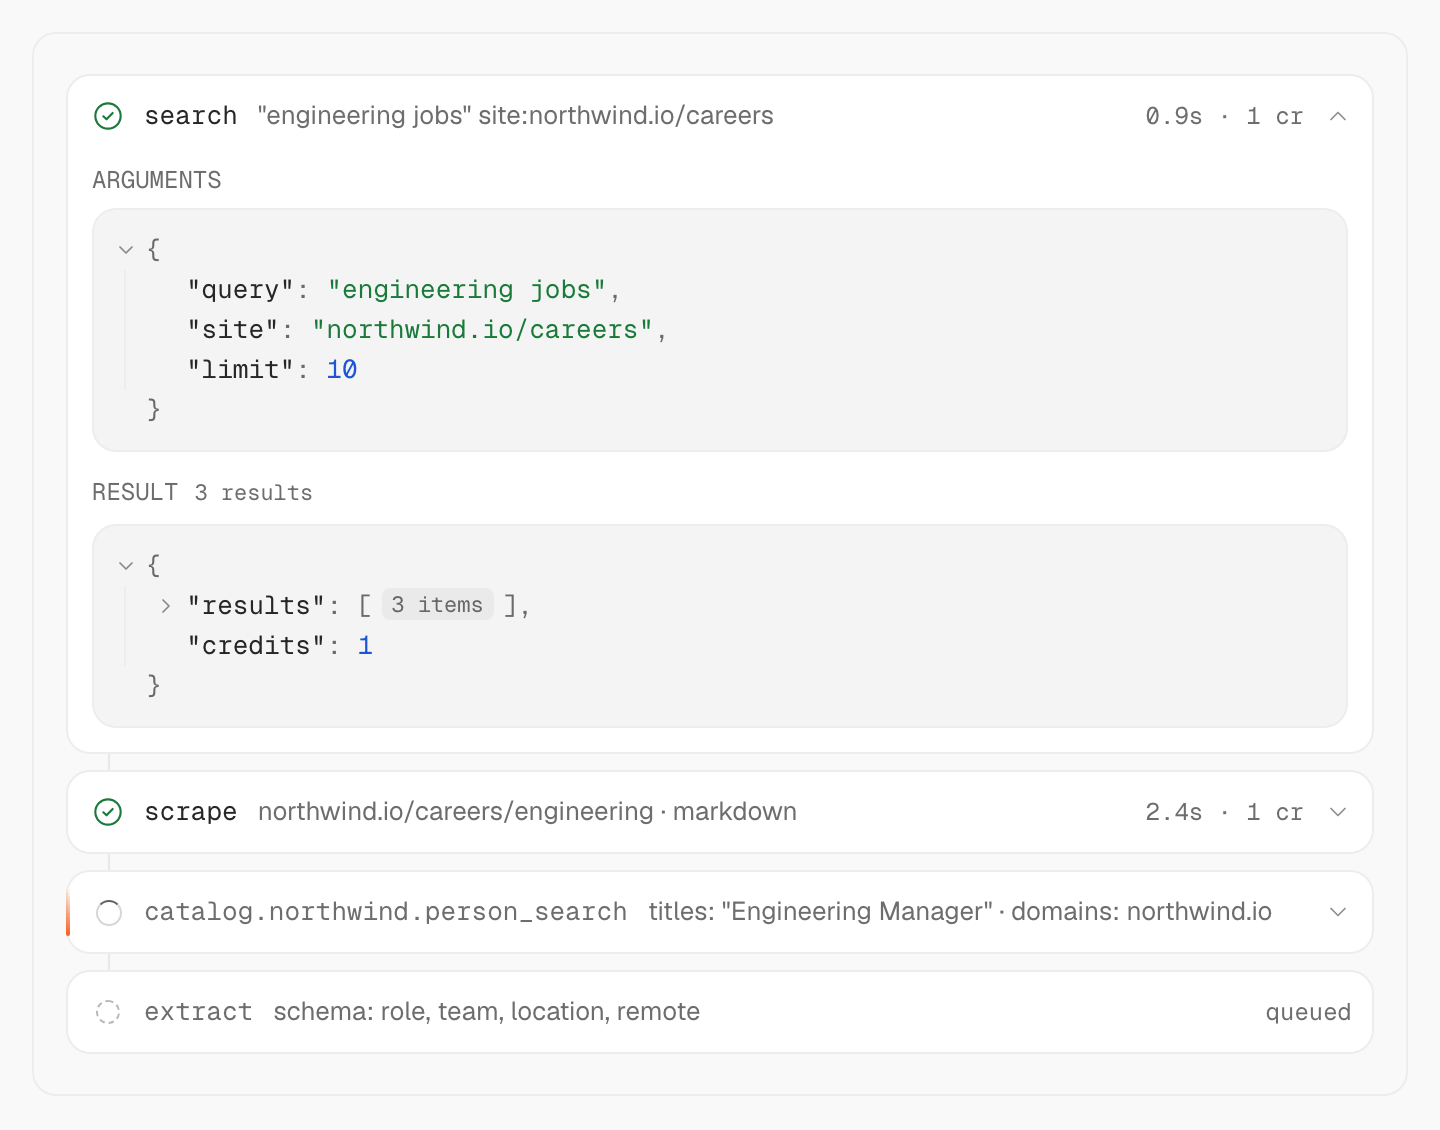 search "engineering jobs" site:northwind.io/careers 0.9s · 1 cr
ARGUMENTS
{
"query": "engineering jobs",
"site": "northwind.io/careers",
"limit": 10
}
RESULT 3 results
{
"results": [ 3 items ],
"credits": 1
}
scrape northwind.io/careers/engineering · markdown 2.4s · 1 cr
catalog.northwind.person_search titles: "Engineering Manager" · domains: northwind.io
extract schema: role, team, location, remote queued